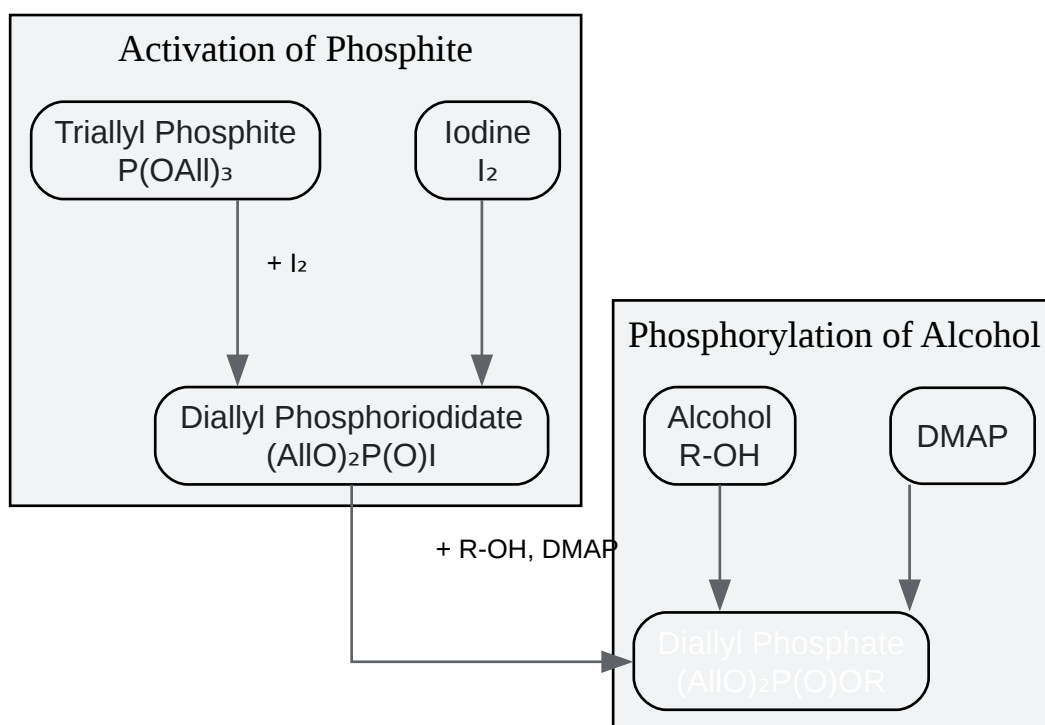 Activation of Phosphite
Triallyl Phosphite
P(OAll)₃
Iodine
I₂
+ I₂
Diallyl Phosphoriodidate
(AllO)₂P(O)I
Phosphorylation of Alcohol
Alcohol
R-OH
DMAP
+ R-OH, DMAP
Diallyl Phosphate
(AllO)₂P(O)OR